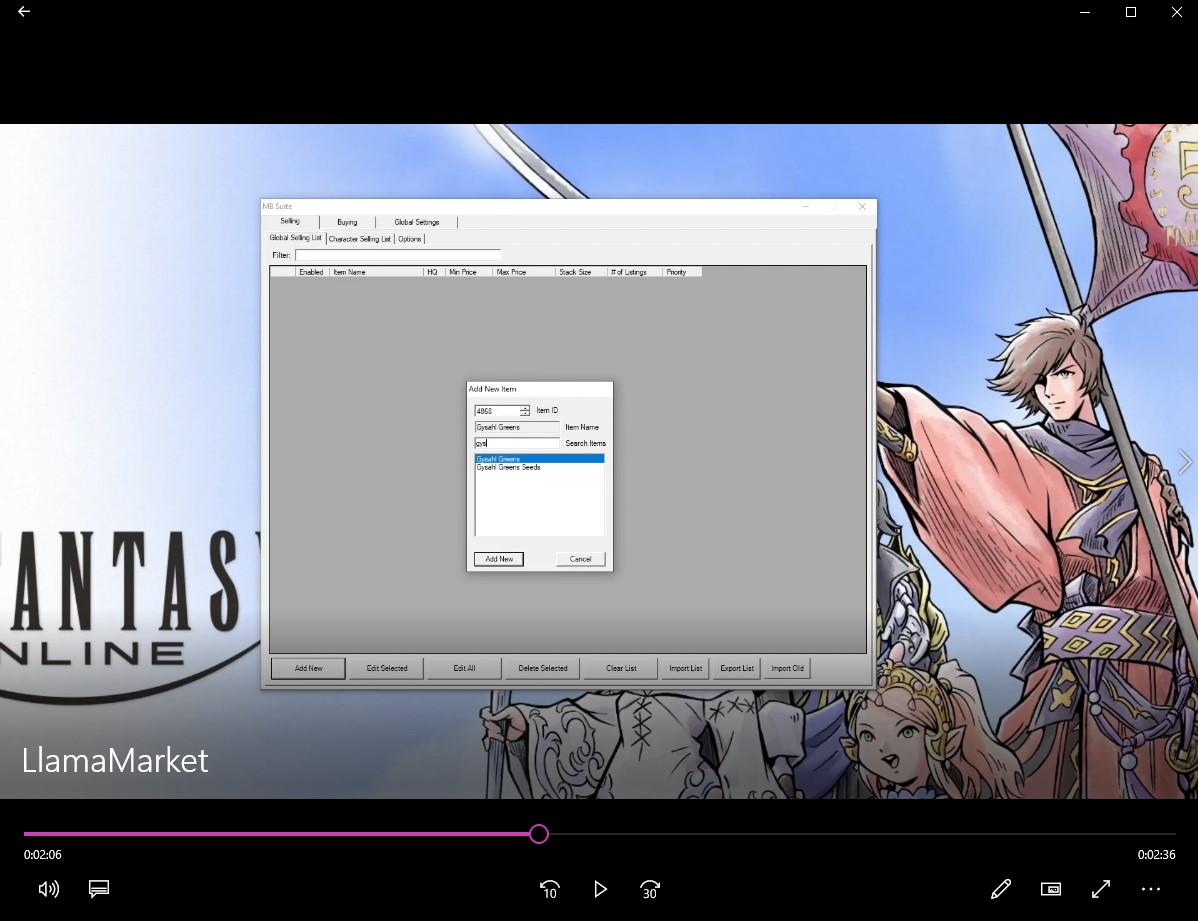 MB Suite
Selling Buying Global Settings
Global Selling List Character Selling List Options
Filter:
Enabled Item Name HQ Min Price Max Price Stack Size # of Listings Priority
Add New Item
4868 Item ID
Gysahl Greens Item Name
gys Search Items
Gysahl Greens
Gysahl Greens Seeds
Add New Cancel
Add New Edit Selected Edit All Delete Selected Clear List Import List Export List Import Old
5
FINAL
FANTASY
ONLINE
LlamaMarket
0:02:06 0:02:36
10 30